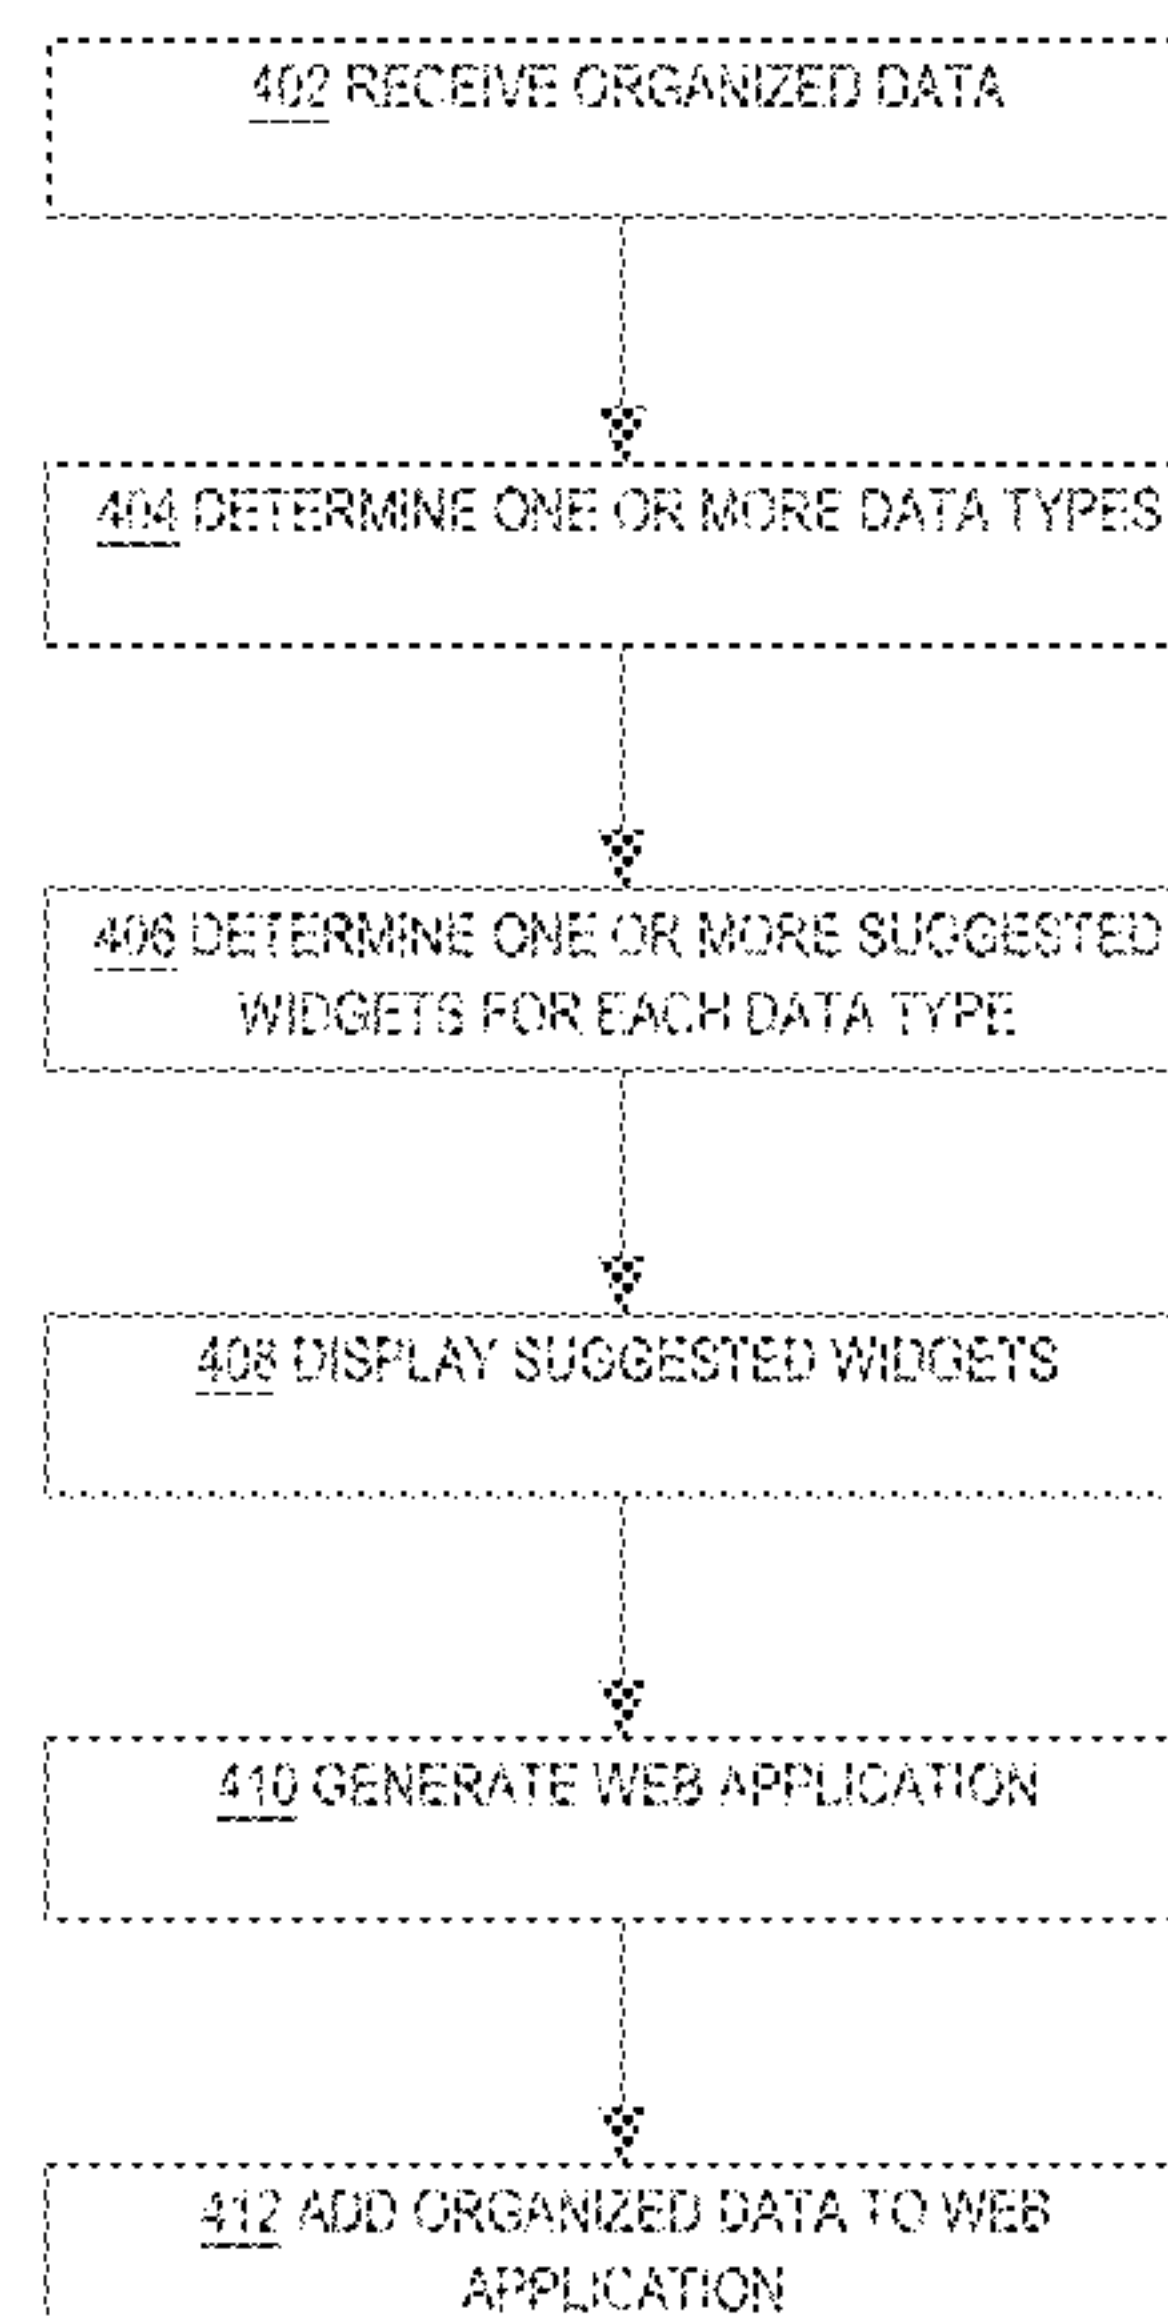 402 RECEIVE ORGANIZED DATA
404 DETERMINE ONE OR MORE DATA TYPES
406 DETERMINE ONE OR MORE SUGGESTED
WIDGETS FOR EACH DATA TYPE
408 DISPLAY SUGGESTED WIDGETS
410 GENERATE WEB APPLICATION
412 ADD ORGANIZED DATA TO WEB
APPLICATION